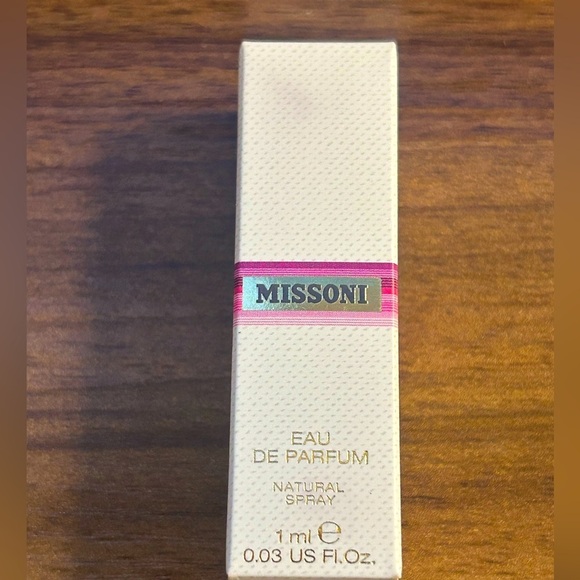 MISSONI
EAU
DE PARFUM
NATURAL
SPRAY
1 ml ℮
0.03 US Fl.Oz.